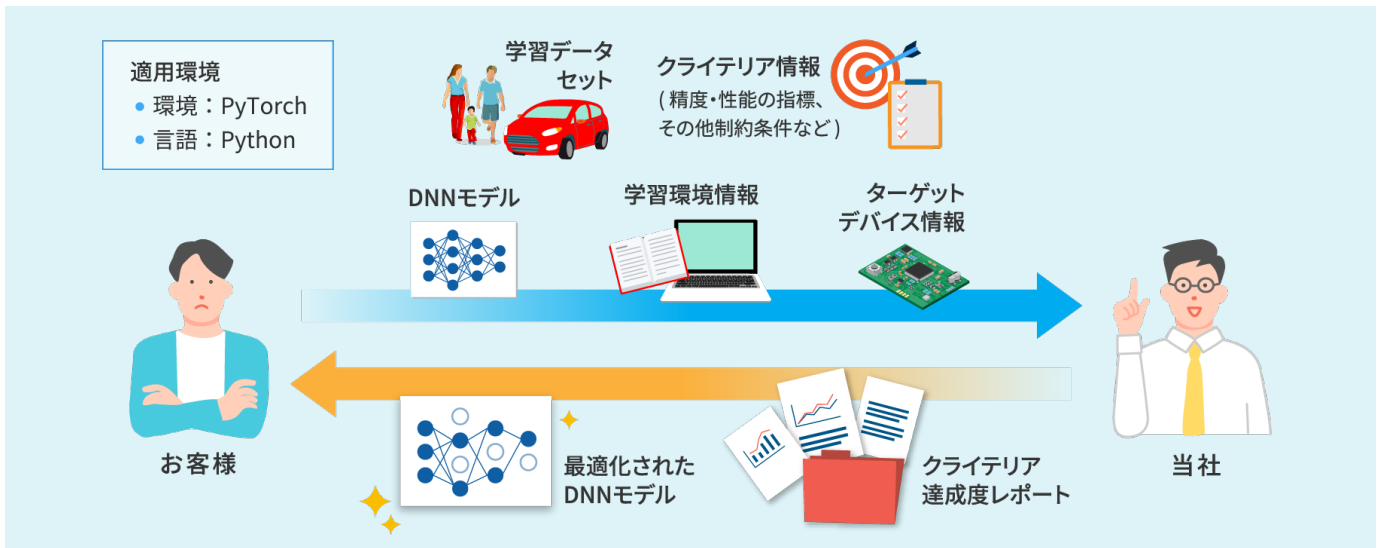 適用環境
• 環境：PyTorch
• 言語：Python
学習データ
セット
クライテリア情報
( 精度・性能の指標、
その他制約条件など )
DNNモデル
学習環境情報
ターゲット
デバイス情報
お客様
最適化された
DNNモデル
クライテリア
達成度レポート
当社